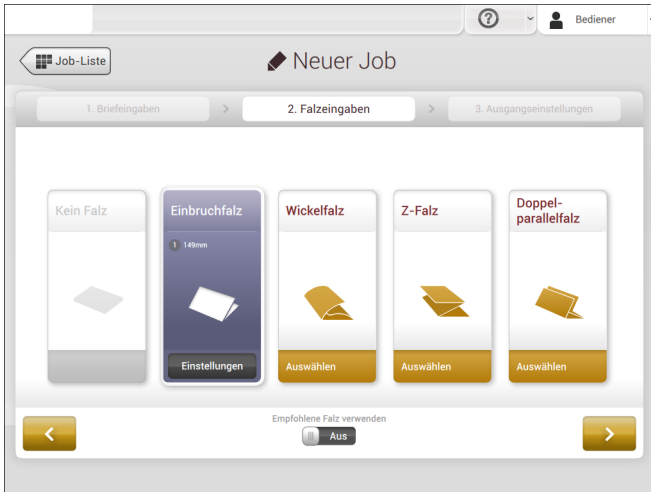 Bediener
Job-Liste
Neuer Job
1. Briefeingaben
>
2. Falzeingaben
>
3. Ausgangseinstellungen
Kein Falz
Einbruchfalz
1 149mm
Einstellungen
Wickelfalz
Auswählen
Z-Falz
Auswählen
Doppel-
parallelfalz
Auswählen
Empfohlene Falz verwenden
Aus